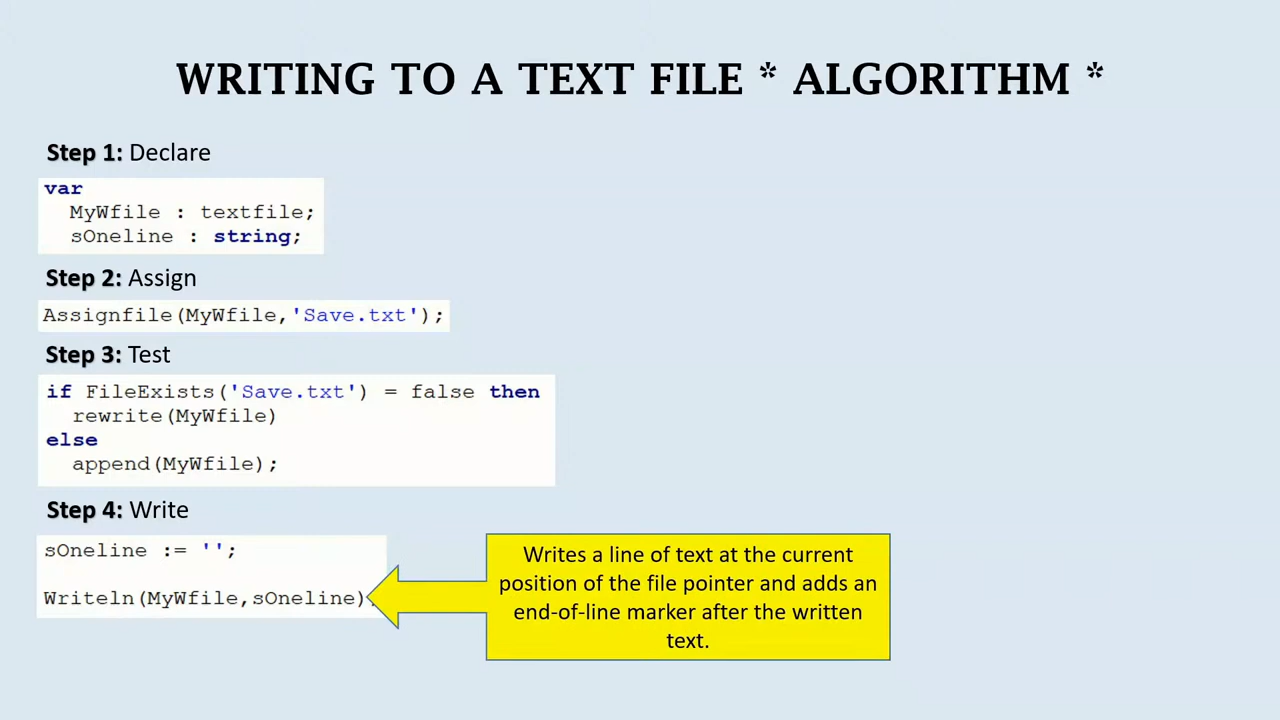 WRITING TO A TEXT FILE * ALGORITHM *
Step 1: Declare
var
MyWfile : textfile;
sOneline : string;
Step 2: Assign
Assignfile(MyWfile,'Save.txt');
Step 3: Test
if FileExists('Save.txt') = false then
rewrite(MyWfile)
else
append(MyWfile);
Step 4: Write
sOneline := '';
Writeln(MyWfile,sOneline);
Writes a line of text at the current
position of the file pointer and adds an
end-of-line marker after the written
text.